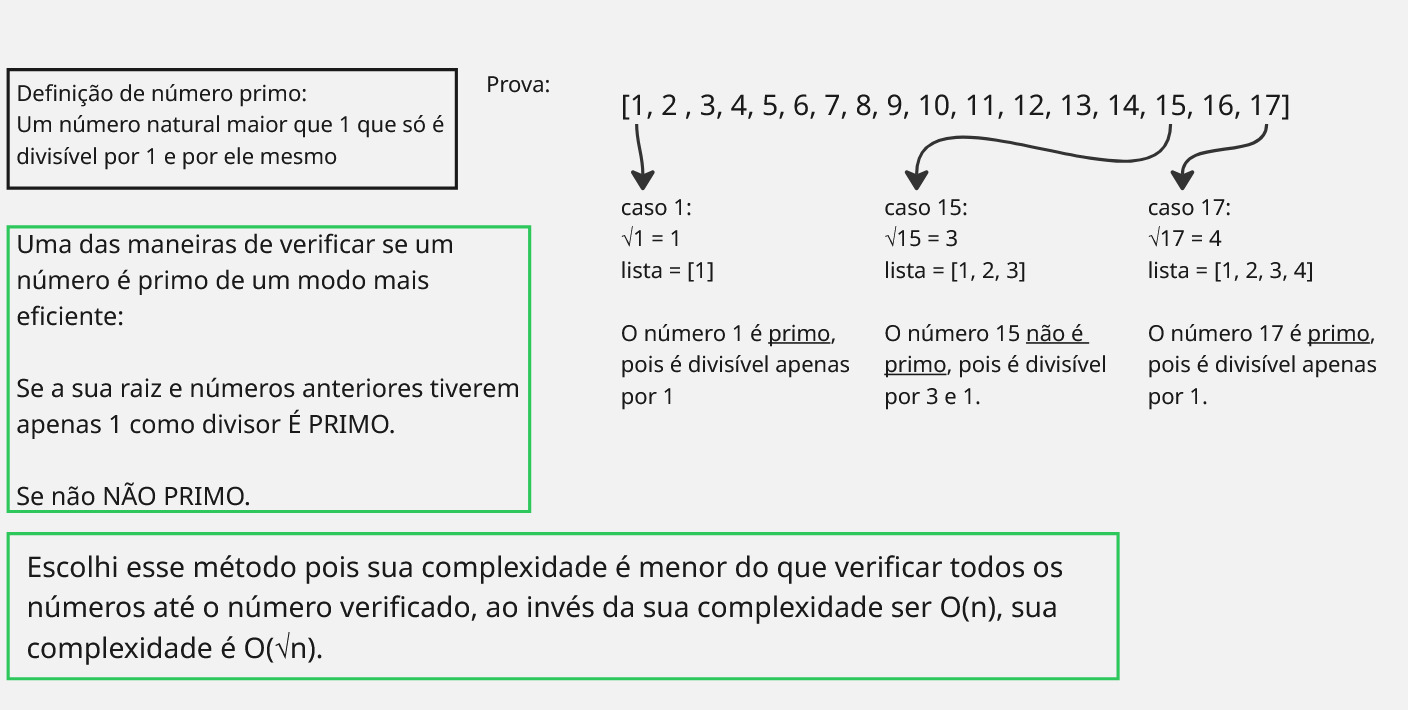 Definição de número primo:
Um número natural maior que 1 que só é
divisível por 1 e por ele mesmo
Prova:
[1, 2 , 3, 4, 5, 6, 7, 8, 9, 10, 11, 12, 13, 14, 15, 16, 17]
Uma das maneiras de verificar se um
número é primo de um modo mais
eficiente:
Se a sua raiz e números anteriores tiverem
apenas 1 como divisor É PRIMO.
Se não NÃO PRIMO.
caso 1:
√1 = 1
lista = [1]
O número 1 é primo,
pois é divisível apenas
por 1
caso 15:
√15 = 3
lista = [1, 2, 3]
O número 15 não é
primo, pois é divisível
por 3 e 1.
caso 17:
√17 = 4
lista = [1, 2, 3, 4]
O número 17 é primo,
pois é divisível apenas
por 1.
Escolhi esse método pois sua complexidade é menor do que verificar todos os
números até o número verificado, ao invés da sua complexidade ser O(n), sua
complexidade é O(√n).